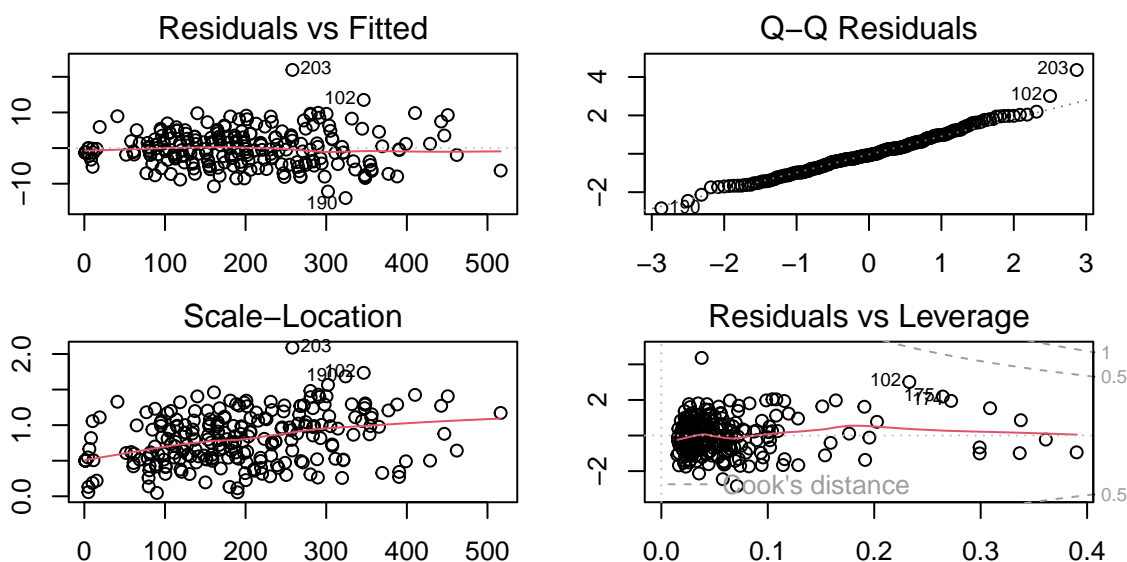 Residuals vs Fitted
203
102
190
10
−10
0 100 200 300 400 500
Q−Q Residuals
203
102
190
4
2
−2
−3 −2 −1 0 1 2 3
Scale−Location
203
102
190
2.0
1.0
0.0
0 100 200 300 400 500
Residuals vs Leverage
1
0.5
102
175
174
2
−2
Cook's distance
0.5
0.0 0.1 0.2 0.3 0.4